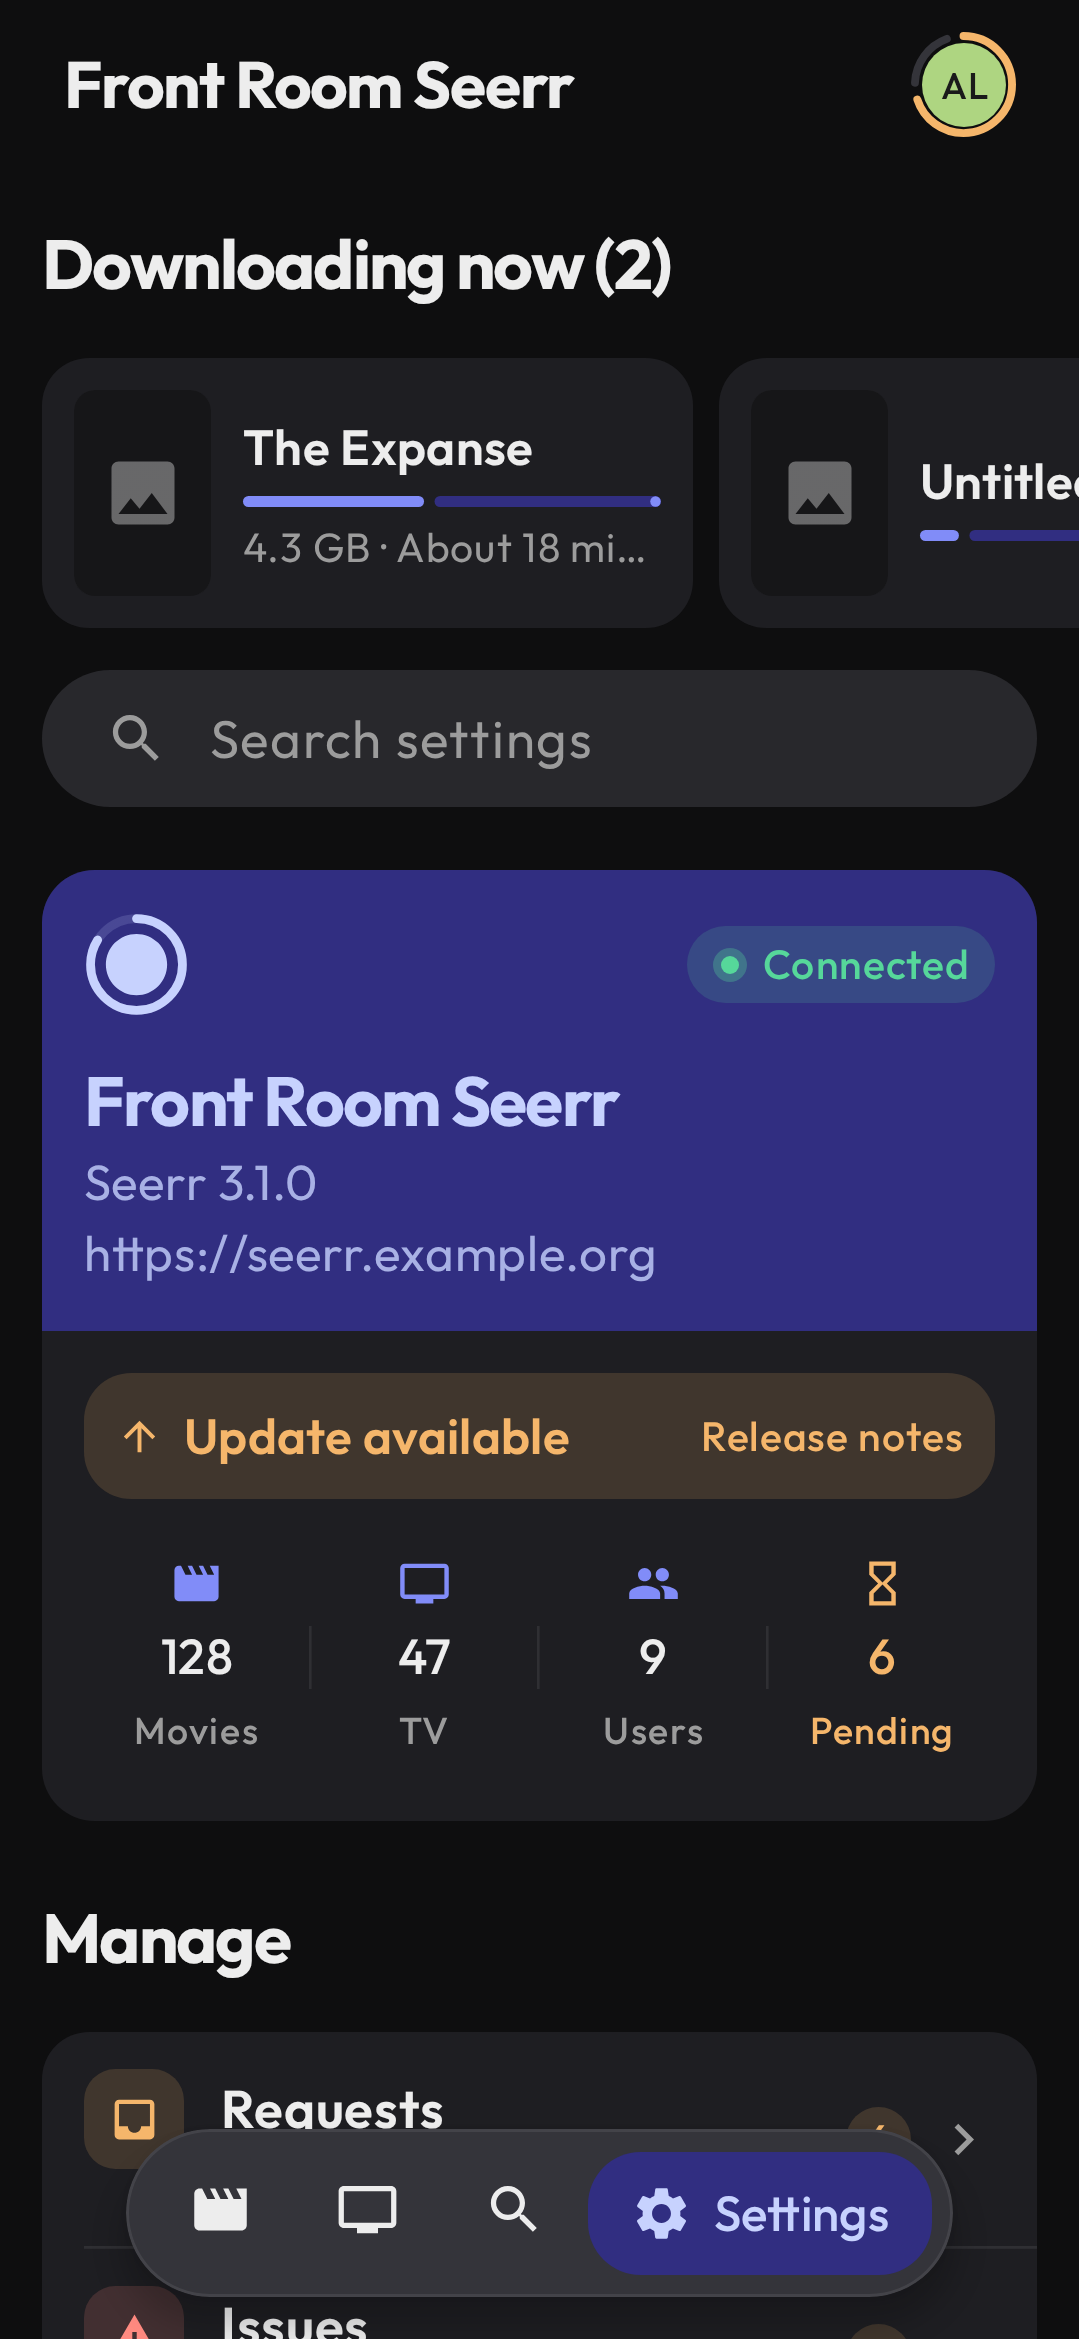 Front Room Seerr
AL
Downloading now (2)
The Expanse
4.3 GB · About 18 mi...
Search settings
Connected
Front Room Seerr
Seerr 3.1.0
https://seerr.example.org
Update available
Release notes
128
47
9
6
Movies
TV
Users
Pending
Manage
Requests
Settings
Issues